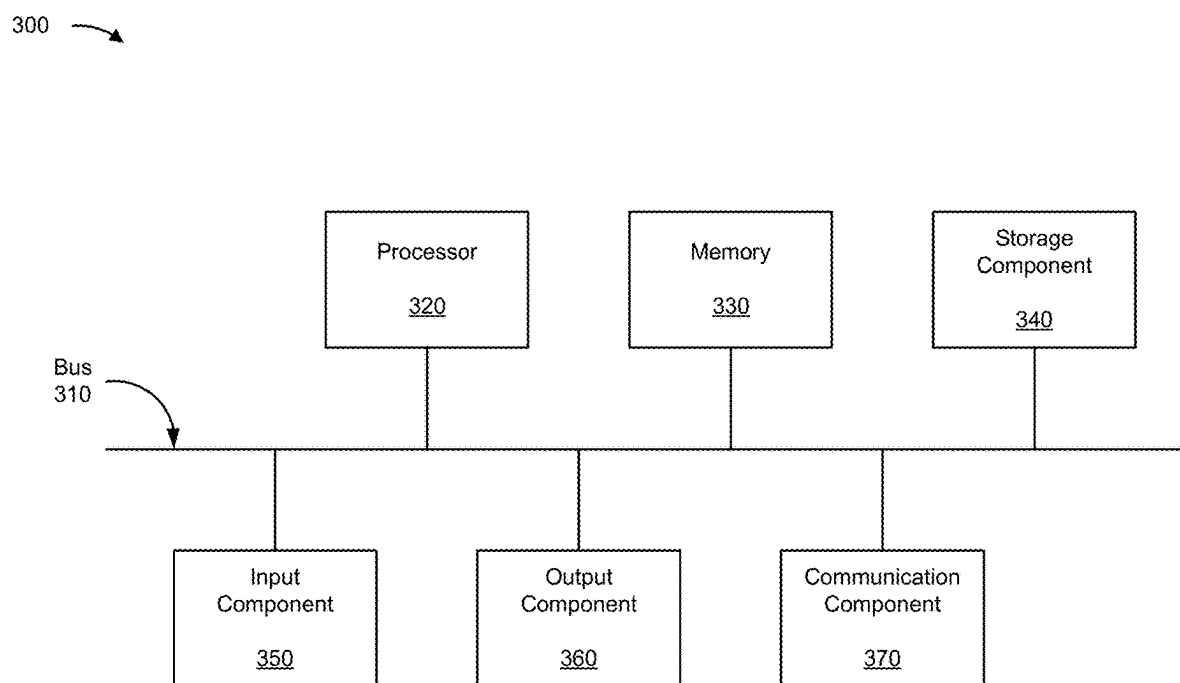 300
Processor
320
Memory
330
Storage
Component
340
Bus
310
Input
Component
350
Output
Component
360
Communication
Component
370